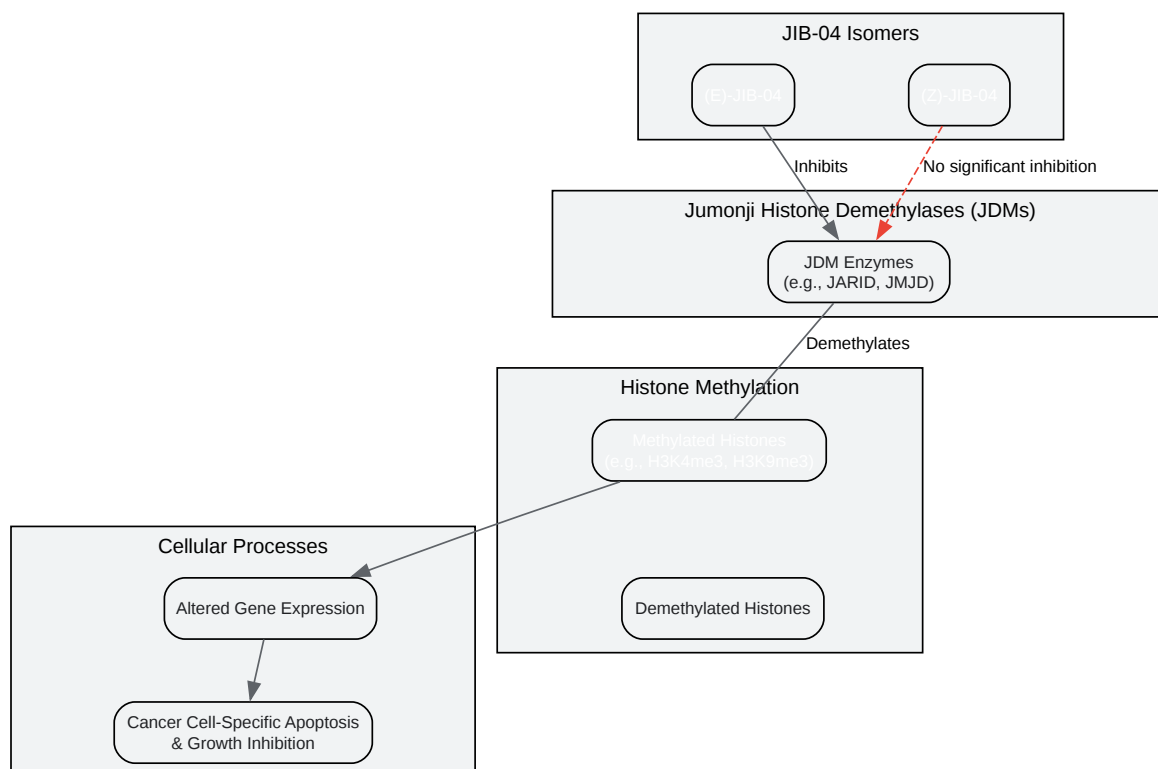 JIB-04 Isomers
(E)-JIB-04
(Z)-JIB-04
Inhibits
No significant inhibition
Jumonji Histone Demethylases (JDMs)
JDM Enzymes
(e.g., JARID, JMJD)
Demethylates
Histone Methylation
Methylated Histones
(e.g., H3K4me3, H3K9me3)
Cellular Processes
Altered Gene Expression
Demethylated Histones
Cancer Cell-Specific Apoptosis
& Growth Inhibition